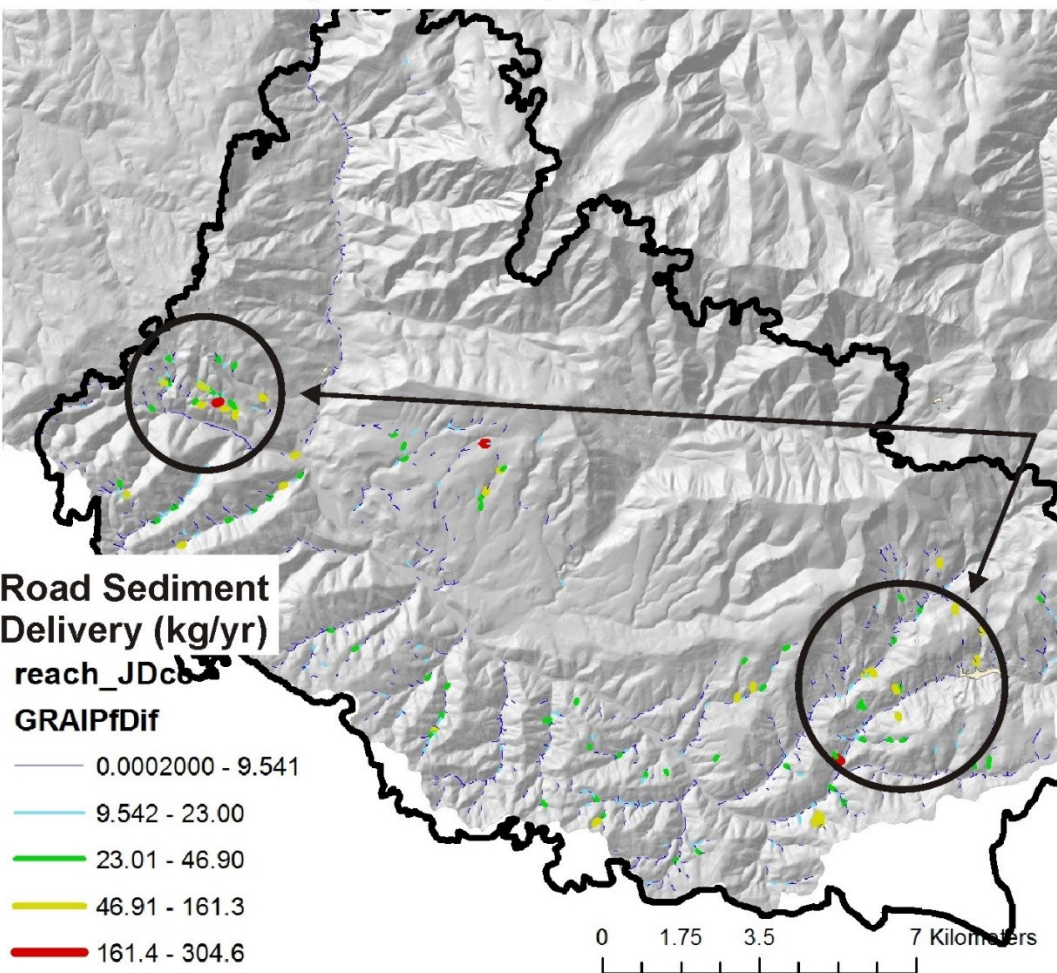 Road Sediment
Delivery (kg/yr)
GRAIPfDif
0.0002000 - 9.541
9.542 - 23.00
23.01 - 46.90
46.91 - 161.3
161.4 - 304.6
0 1.75 3.5 7 Kilometers